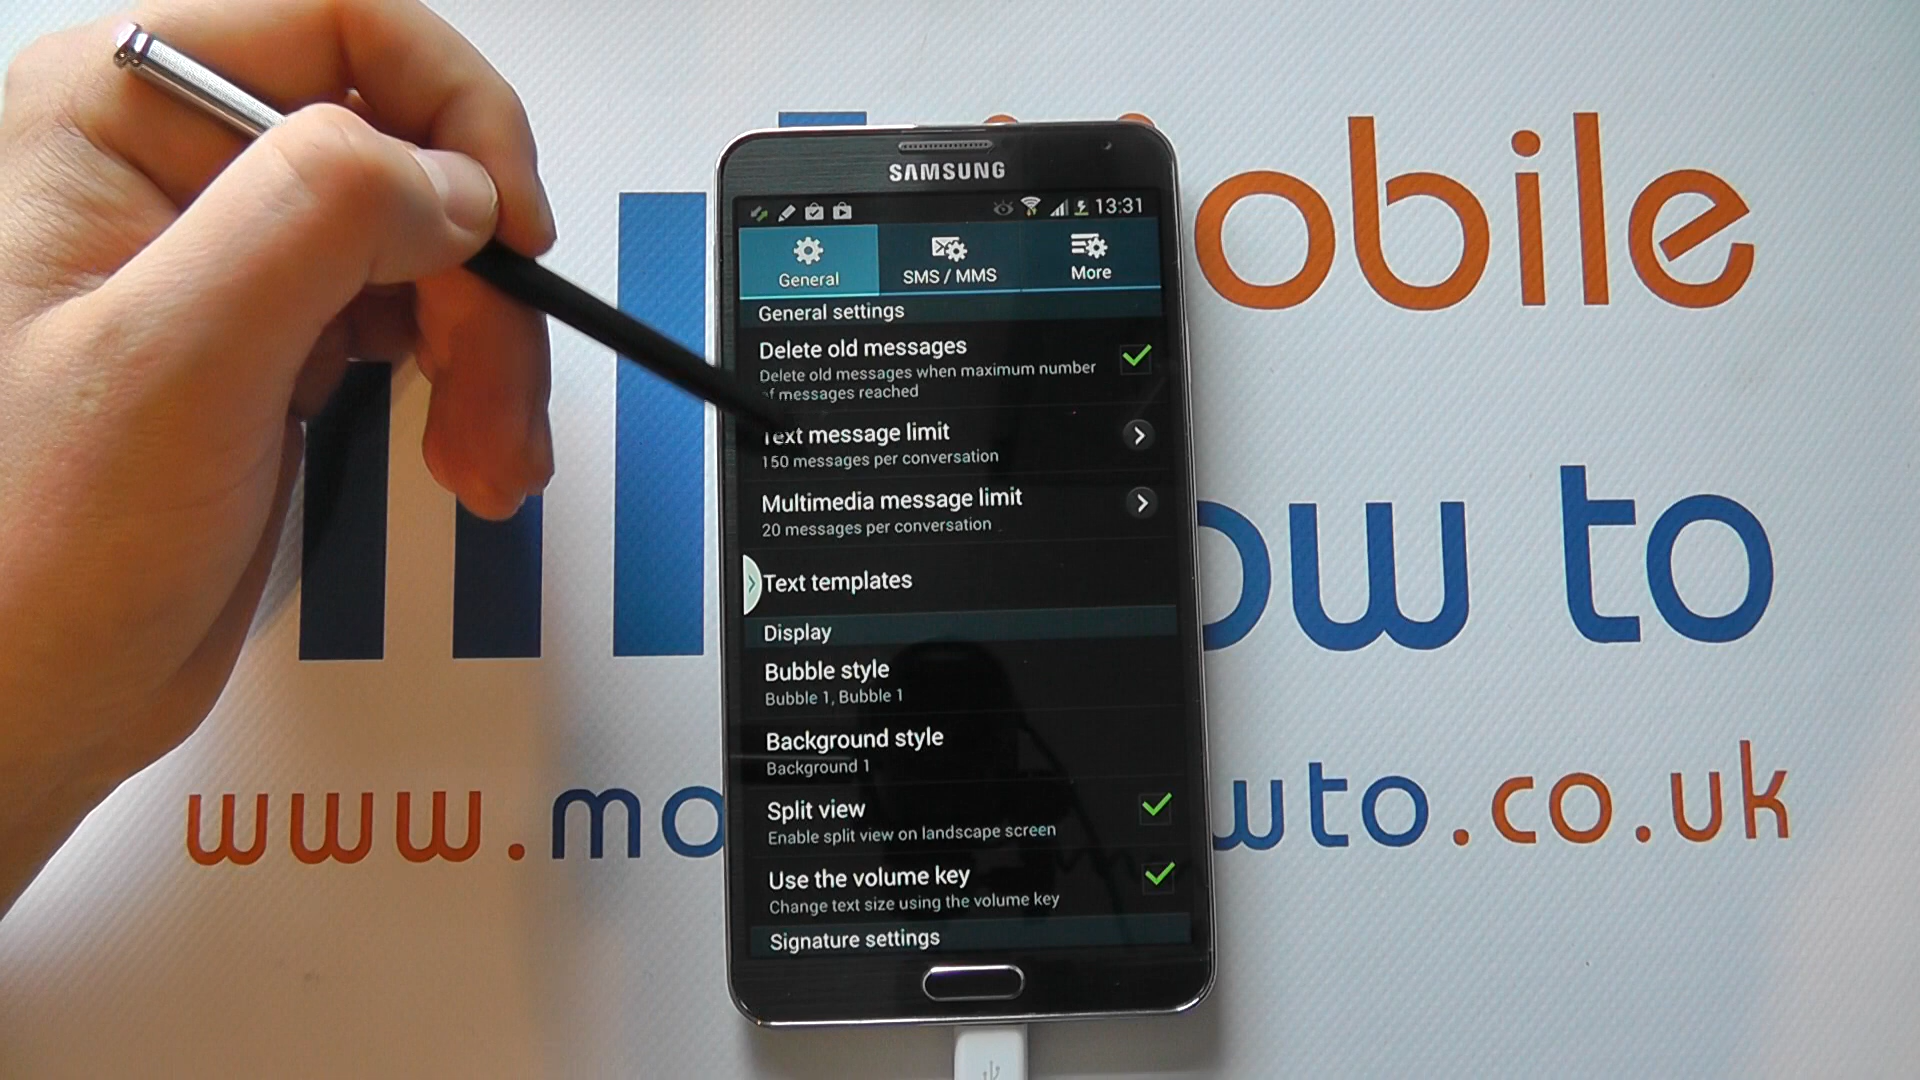 obile
SAMSUNG
13:31
General
SMS / MMS
More
General settings
Delete old messages
Delete old messages when maximum number
of messages reached
Text message limit
150 messages per conversation
Multimedia message limit
20 messages per conversation
Text templates
Display
Bubble style
Bubble 1, Bubble 1
Background style
Background 1
Split view
Enable split view on landscape screen
Use the volume key
Change text size using the volume key
Signature settings
ow to
www.mo wto.co.uk